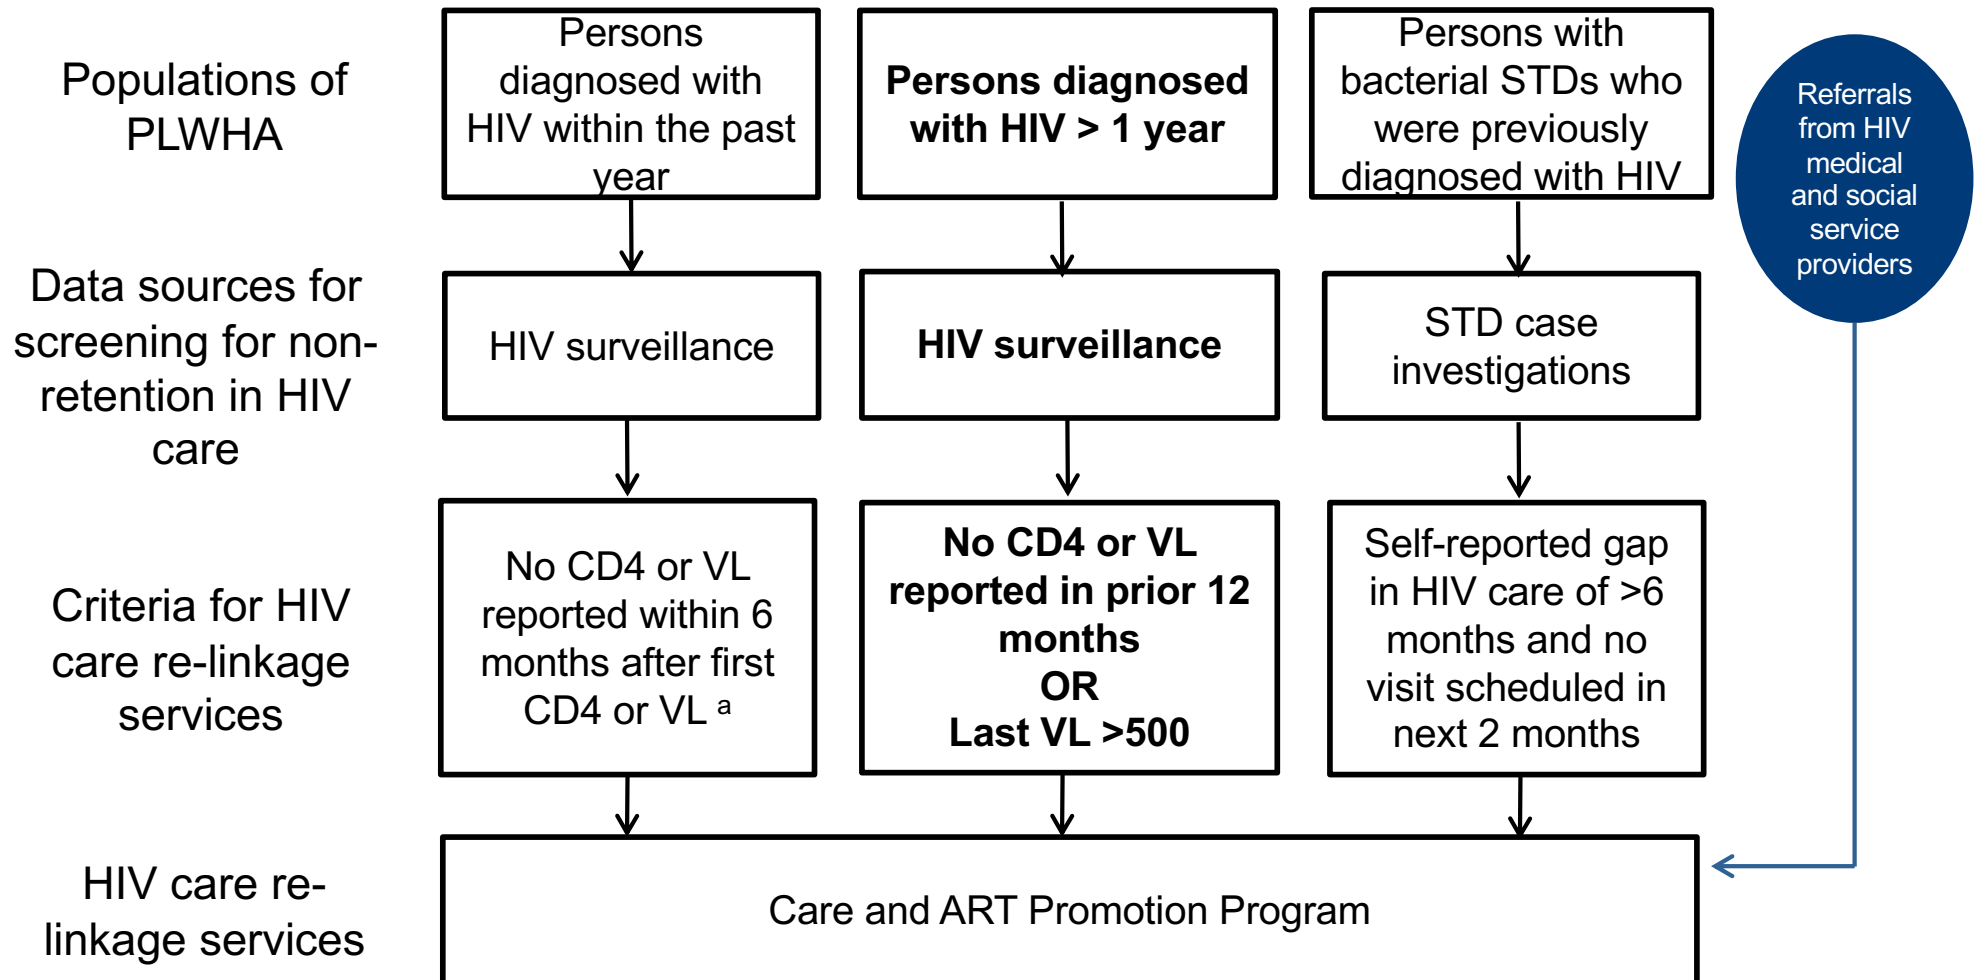 Populations of
PLWHA
Persons
diagnosed with
HIV within the past
year
Persons diagnosed
with HIV > 1 year
Persons with
bacterial STDs who
were previously
diagnosed with HIV
Referrals
from HIV
medical
and social
service
providers
Data sources for
screening for non-
retention in HIV
care
HIV surveillance
HIV surveillance
STD case
investigations
Criteria for HIV
care re-linkage
services
No CD4 or VL
reported within 6
months after first
CD4 or VL a
No CD4 or VL
reported in prior 12
months
OR
Last VL >500
Self-reported gap
in HIV care of >6
months and no
visit scheduled in
next 2 months
HIV care re-
linkage services
Care and ART Promotion Program